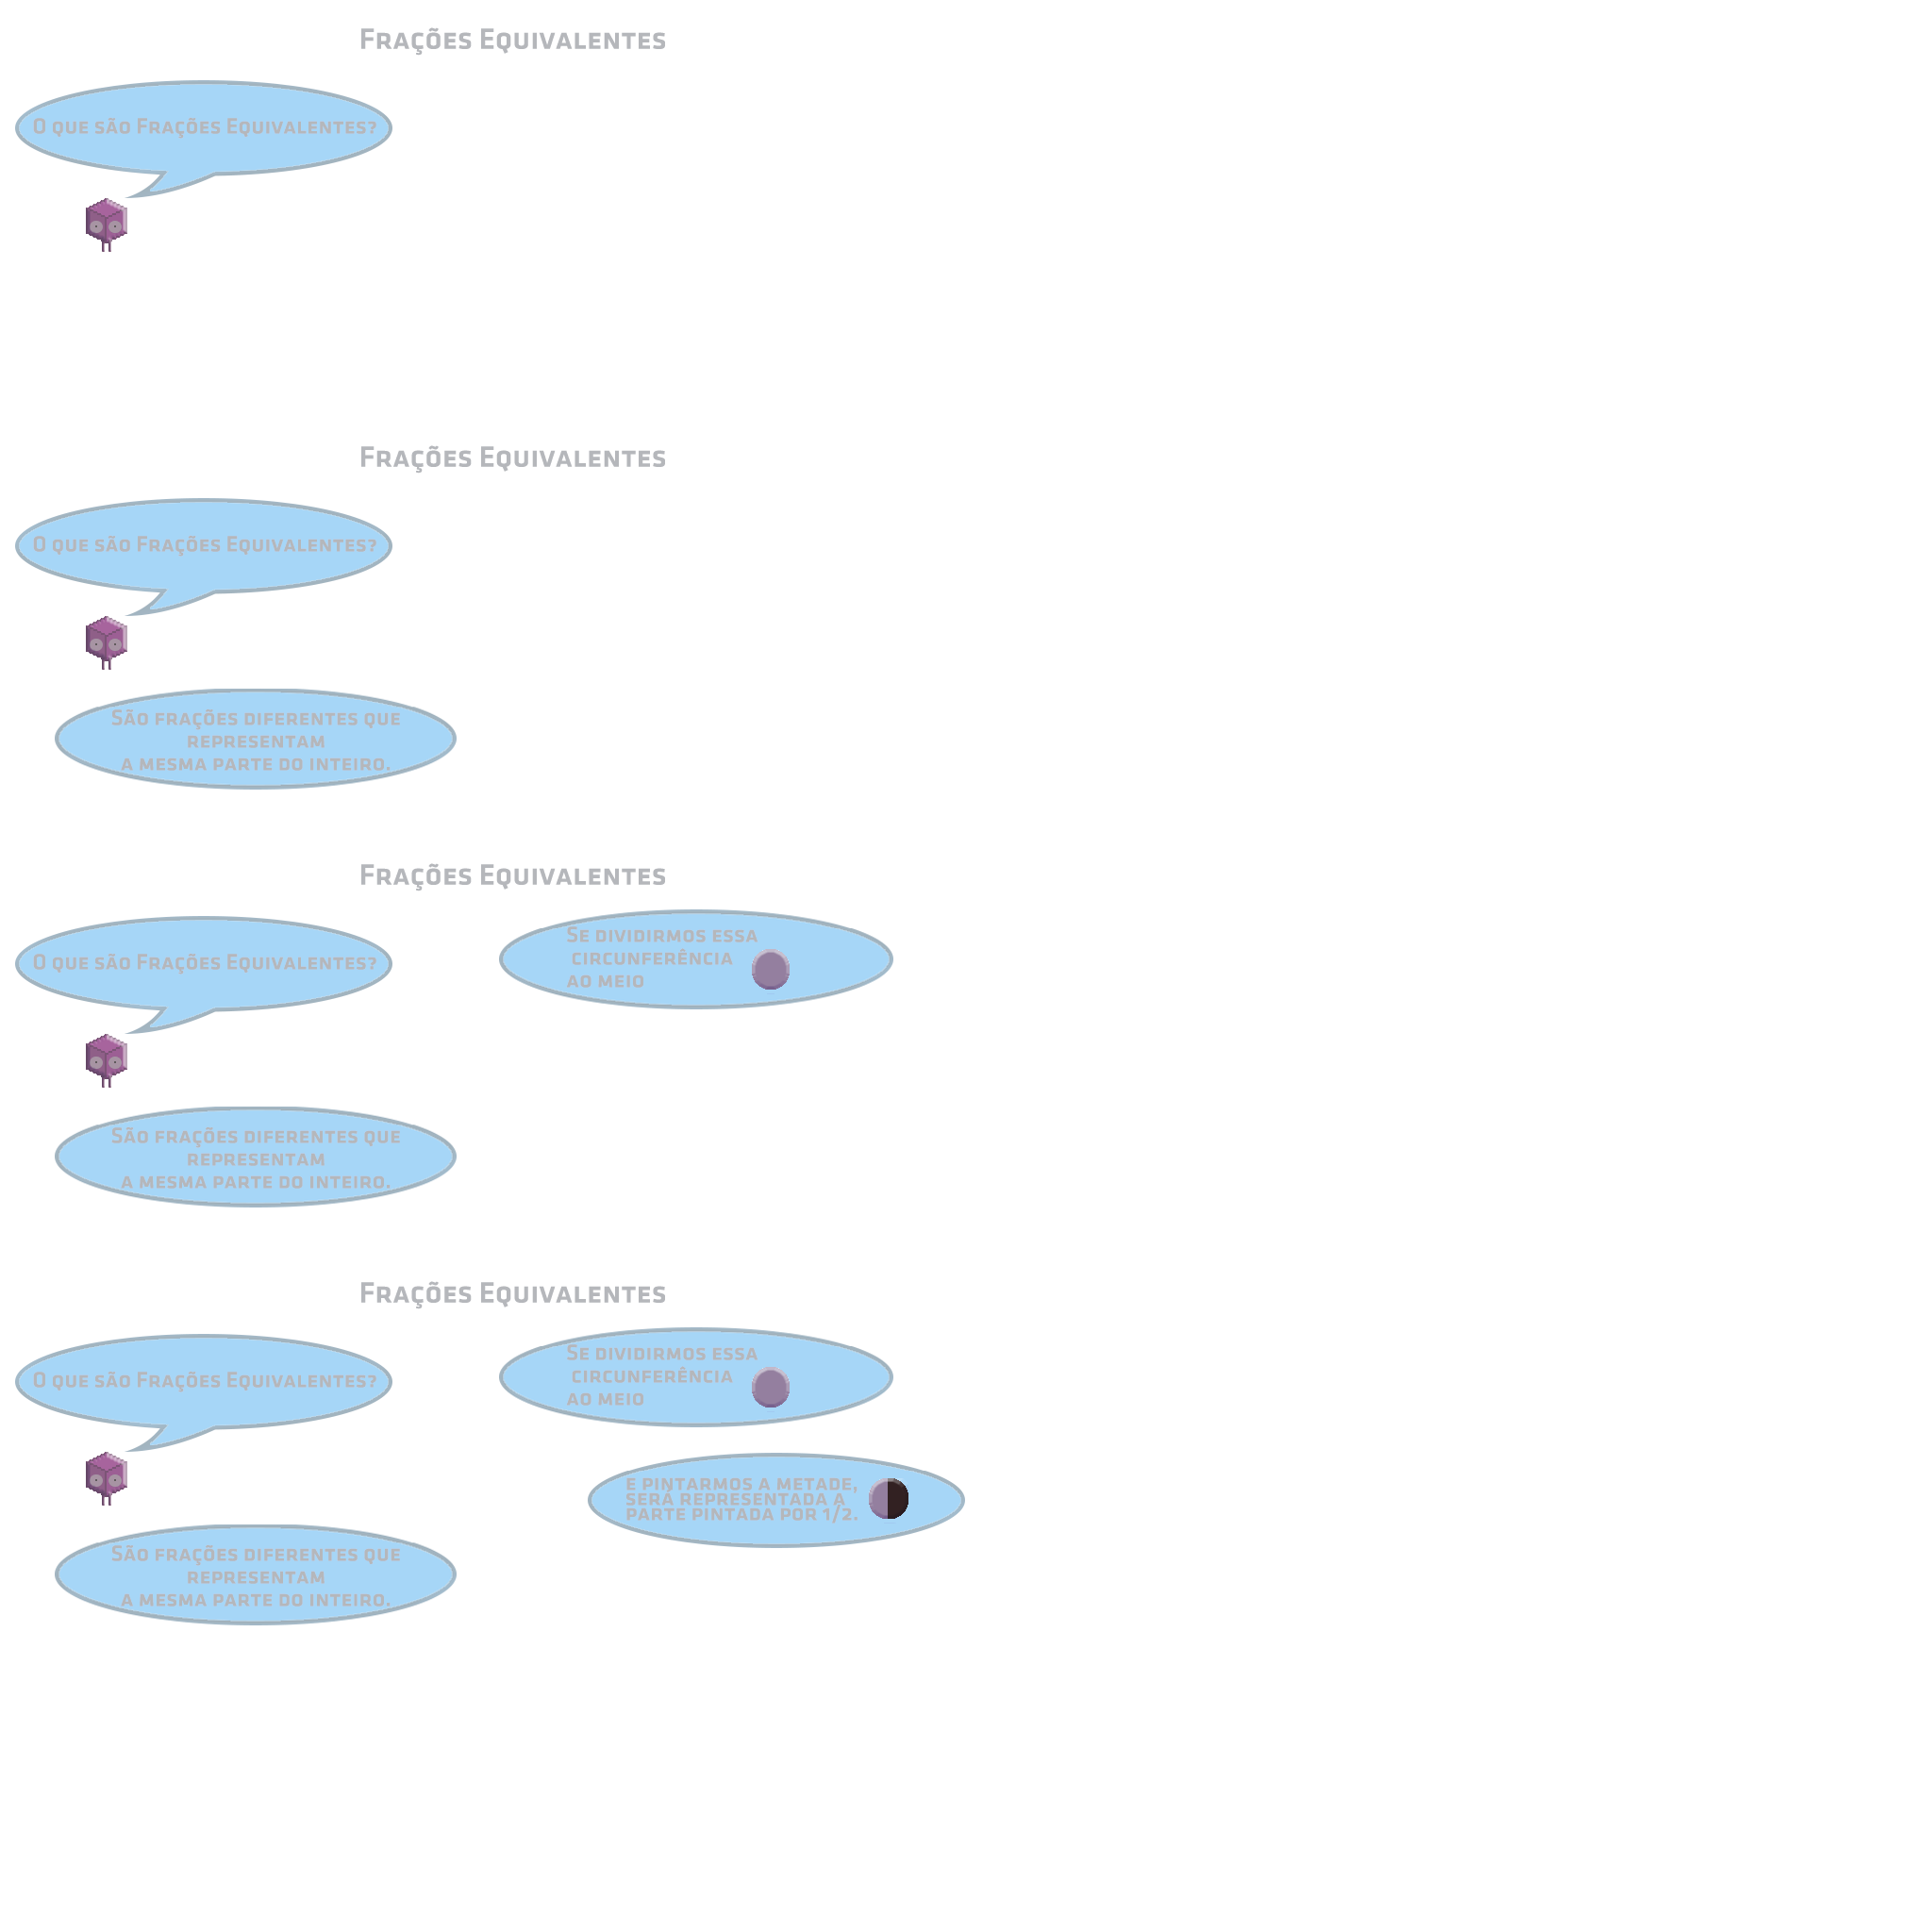 Frações Equivalentes
O que são Frações Equivalentes?
Frações Equivalentes
O que são Frações Equivalentes?
São frações diferentes que
representam
a mesma parte do inteiro.
Frações Equivalentes
O que são Frações Equivalentes?
Se dividirmos essa
circunferência
ao meio
São frações diferentes que
representam
a mesma parte do inteiro.
Frações Equivalentes
O que são Frações Equivalentes?
Se dividirmos essa
circunferência
ao meio
e pintarmos a metade,
será representada a
parte pintada por 1/2.
São frações diferentes que
representam
a mesma parte do inteiro.